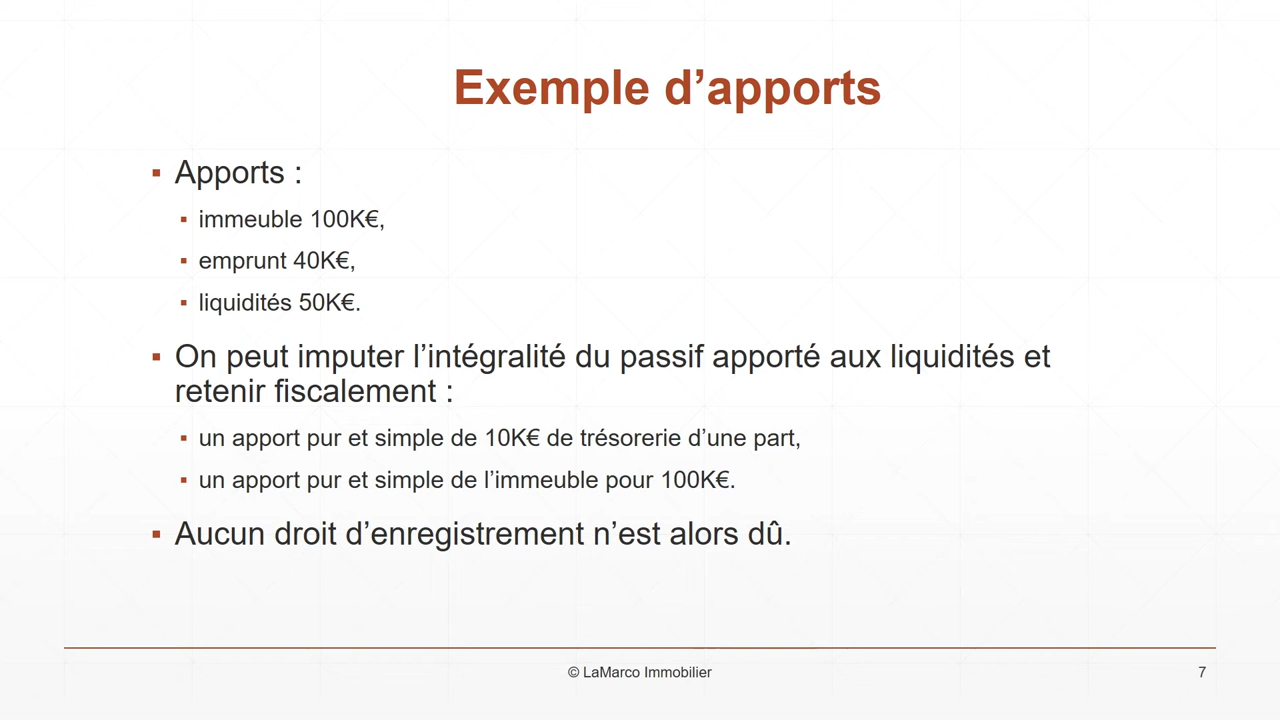 Exemple d’apports
▪ Apports :
▪ immeuble 100K€,
▪ emprunt 40K€,
▪ liquidités 50K€.
▪ On peut imputer l’intégralité du passif apporté aux liquidités et
retenir fiscalement :
▪ un apport pur et simple de 10K€ de trésorerie d’une part,
▪ un apport pur et simple de l’immeuble pour 100K€.
▪ Aucun droit d’enregistrement n’est alors dû.
© LaMarco Immobilier
7